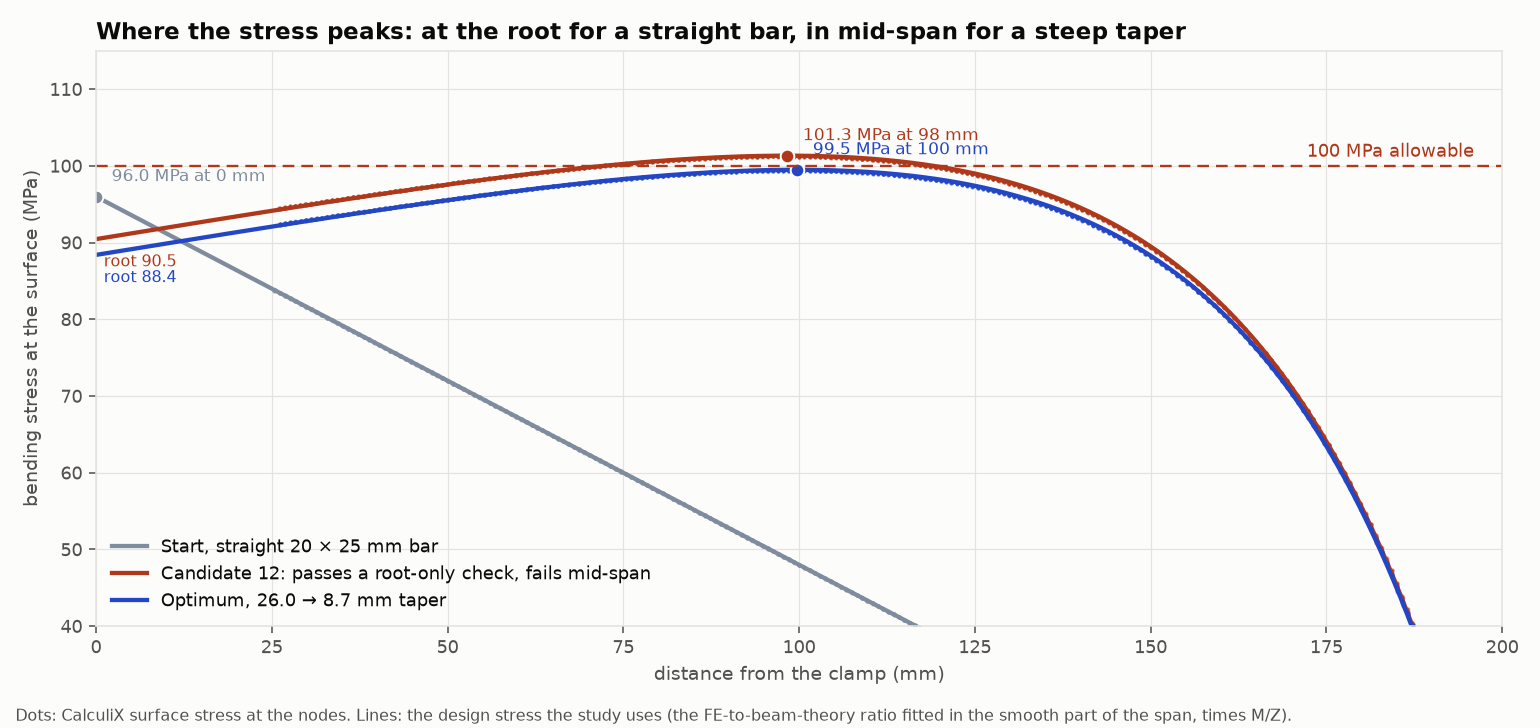 Where the stress peaks: at the root for a straight bar, in mid-span for a steep taper
bending stress at the surface (MPa)
110
100
90
80
70
60
50
40
101.3 MPa at 98 mm
99.5 MPa at 100 mm
100 MPa allowable
96.0 MPa at 0 mm
root 90.5
root 88.4
Start, straight 20 × 25 mm bar
Candidate 12: passes a root-only check, fails mid-span
Optimum, 26.0 → 8.7 mm taper
0 25 50 75 100 125 150 175 200
distance from the clamp (mm)
Dots: CalculiX surface stress at the nodes. Lines: the design stress the study uses (the FE-to-beam-theory ratio fitted in the smooth part of the span, times M/Z).